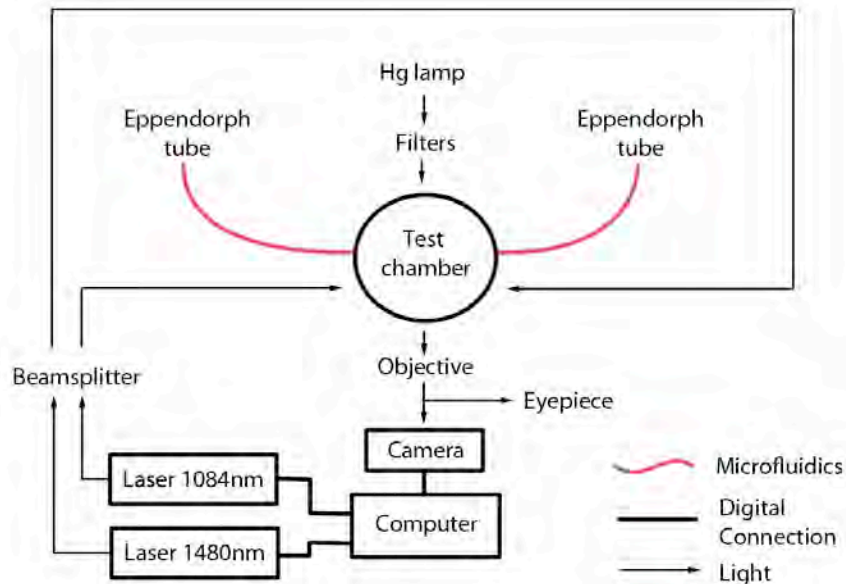 Hg lamp
Eppendorph
tube
Eppendorph
tube
Filters
Test
chamber
Objective
Beamsplitter
Eyepiece
Camera
Laser 1084nm
Computer
Laser 1480nm
Microfluidics
Digital
Connection
Light